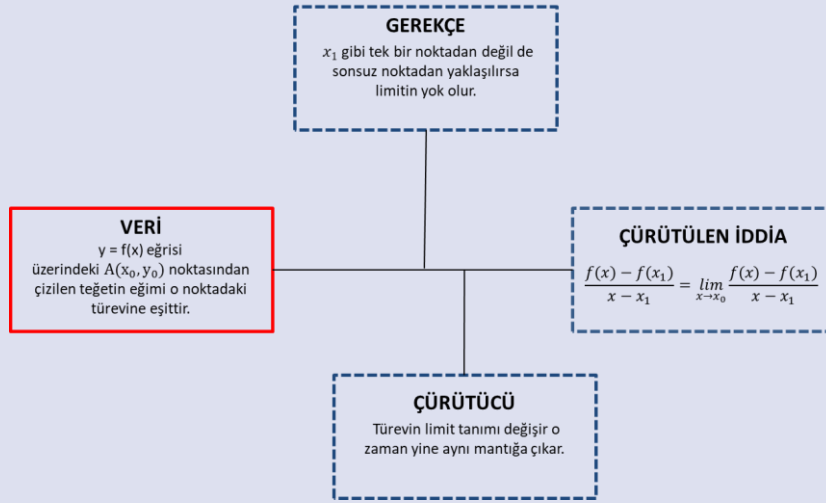 GEREKÇE
x₁ gibi tek bir noktadan değil de
sonsuz noktadan yaklaşılırsa
limitin yok olur.
VERİ
y = f(x) eğrisi
üzerindeki A(x₀, y₀) noktasından
çizilen teğetin eğimi o noktadaki
türevine eşittir.
ÇÜRÜTÜLEN İDDİA
\frac{f(x) − f(x₁)}{x − x₁} = \lim_{x→x₀} \frac{f(x) − f(x₁)}{x − x₁}
ÇÜRÜTÜCÜ
Türevin limit tanımı değişir o
zaman yine aynı mantığa çıkar.